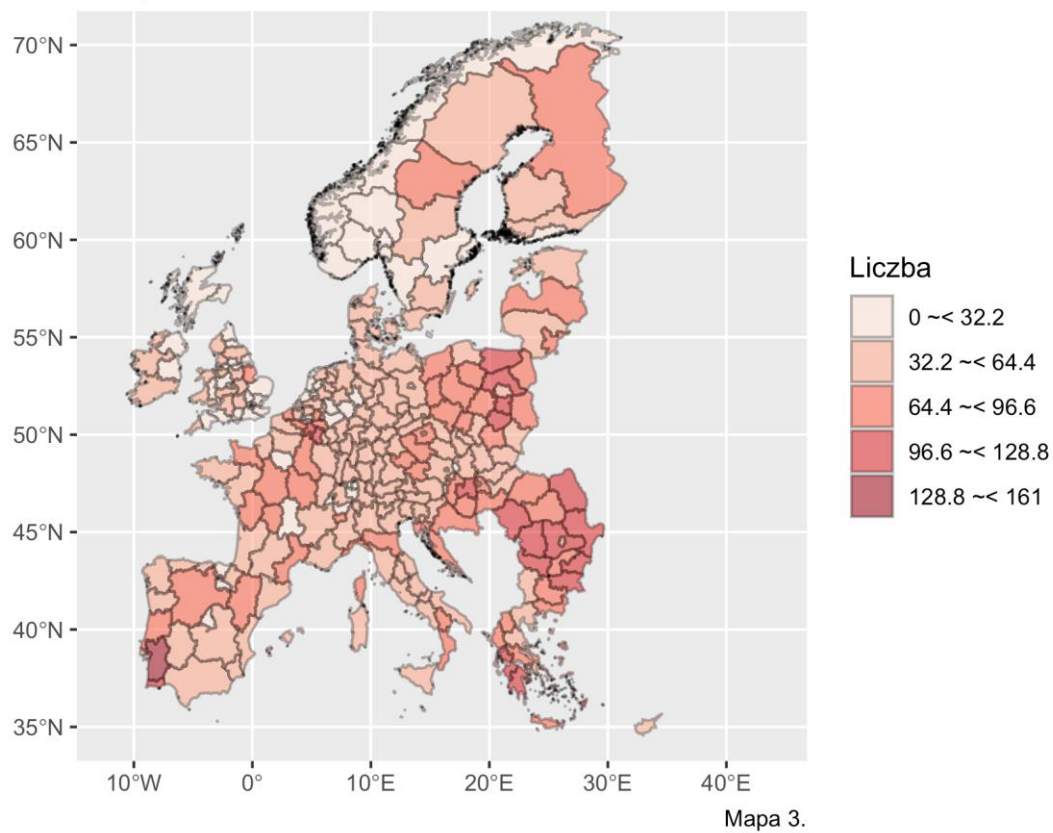 70°N
65°N
60°N
55°N
50°N
45°N
40°N
35°N
10°W 0° 10°E 20°E 30°E 40°E
Liczba
0 ~< 32.2
32.2 ~< 64.4
64.4 ~< 96.6
96.6 ~< 128.8
128.8 ~< 161
Mapa 3.